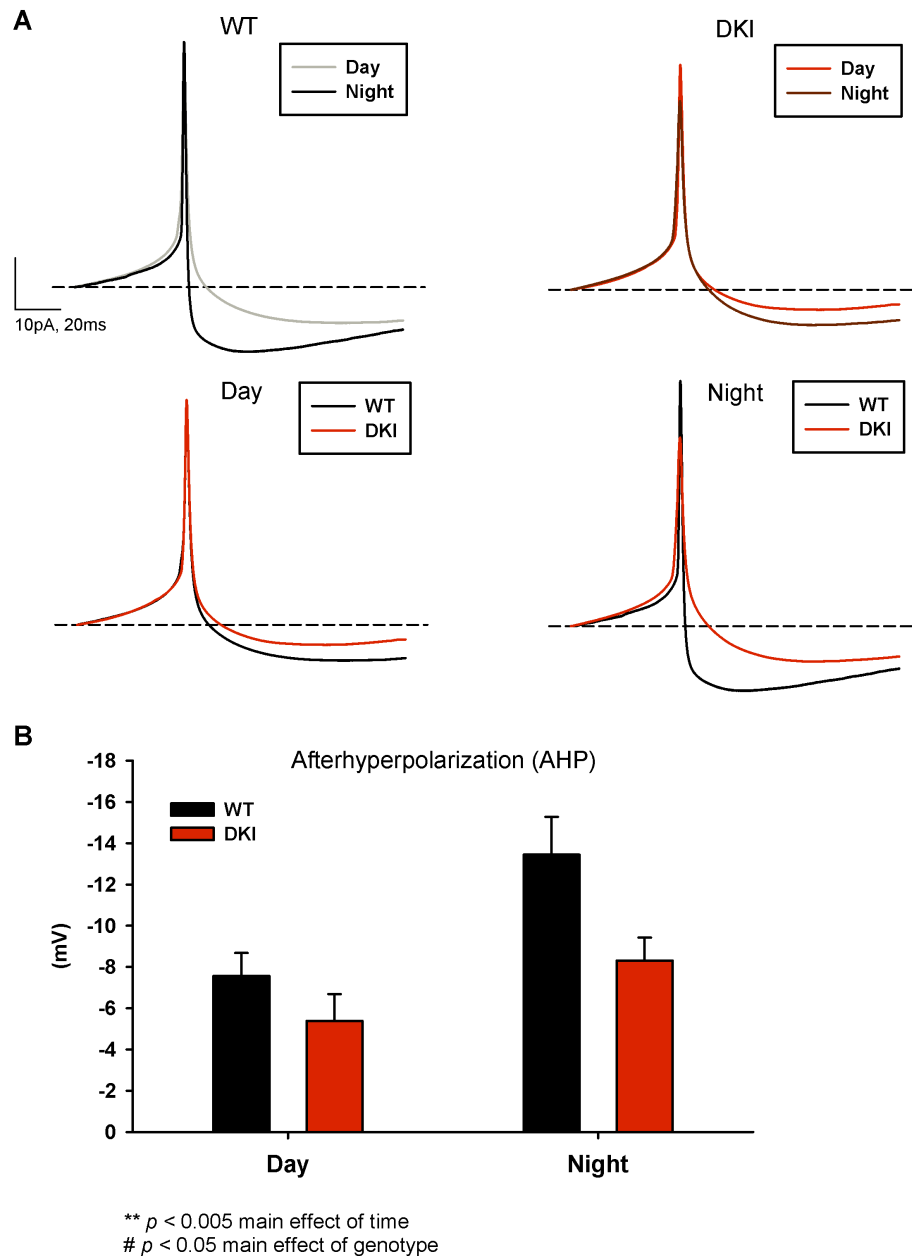 A
WT
Day
Night
DKI
Day
Night
10pA, 20ms
Day
WT
DKI
Night
WT
DKI
B
Afterhyperpolarization (AHP)
WT
DKI
(mV)
-18
-16
-14
-12
-10
-8
-6
-4
-2
0
Day
Night
** p < 0.005 main effect of time
# p < 0.05 main effect of genotype